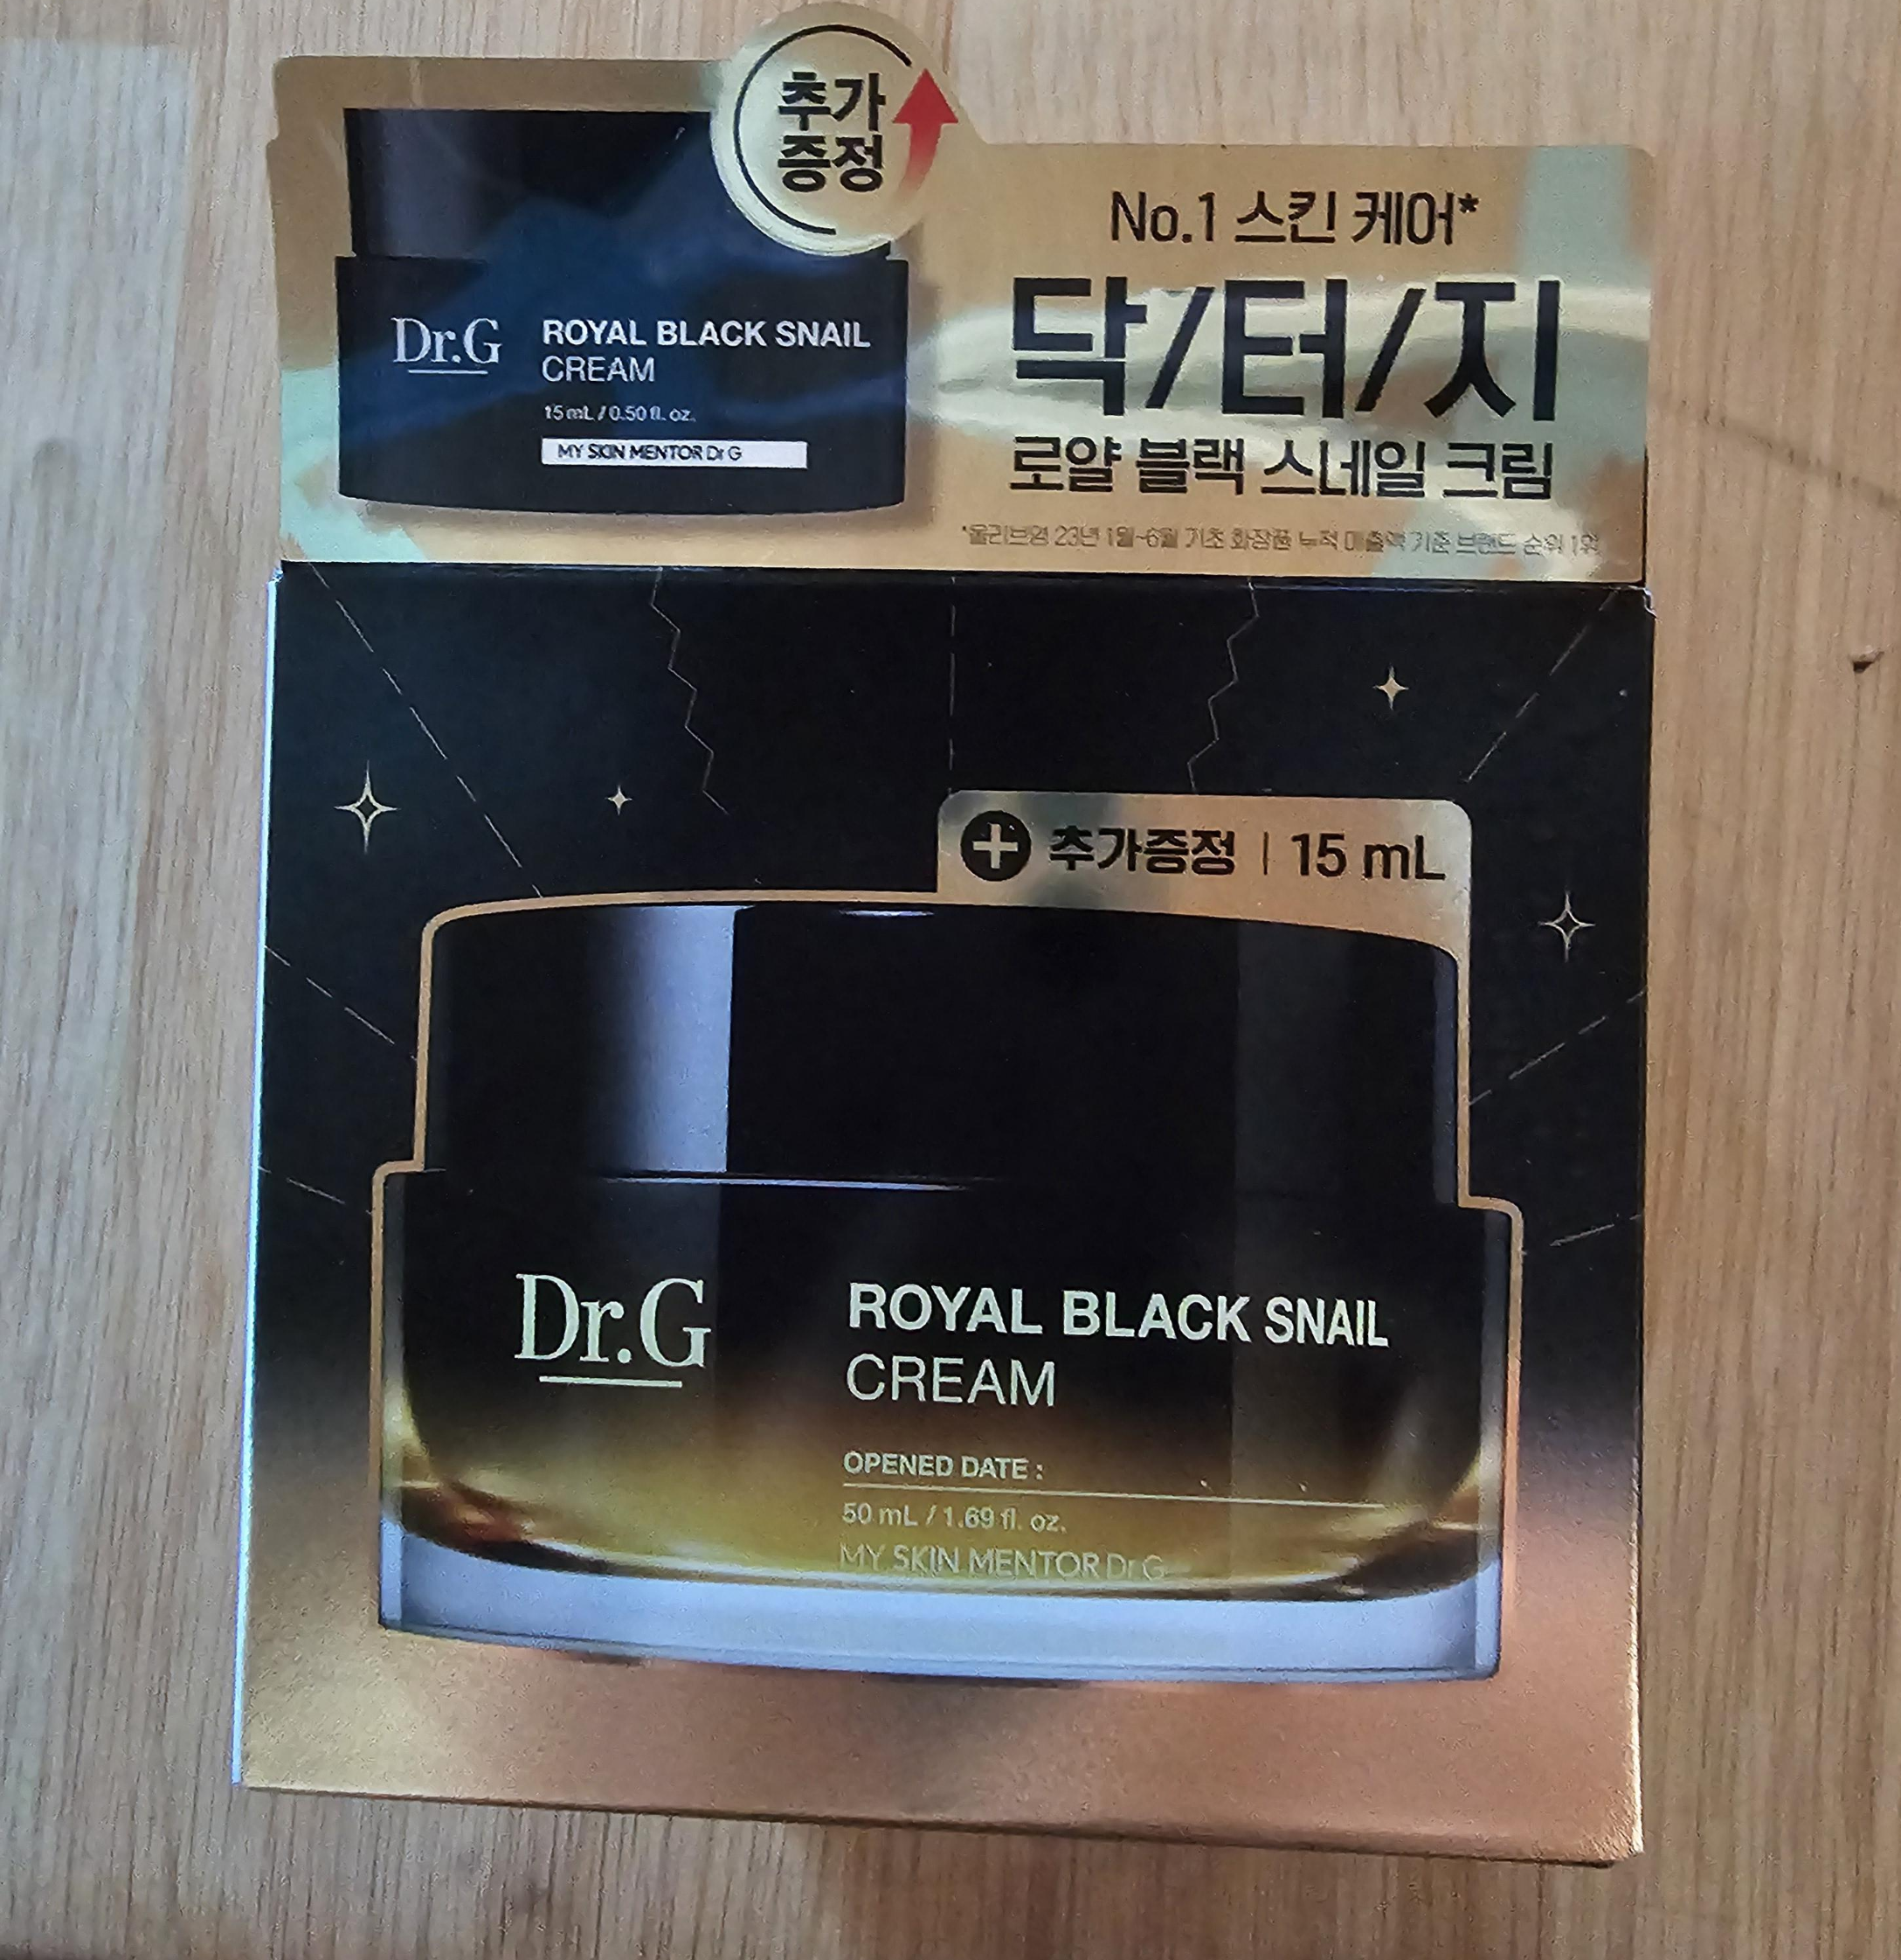 추가
증정
Dr.G
ROYAL BLACK SNAIL
CREAM
15 mL / 0.50 fl. oz.
MY SKIN MENTOR Dr G
No.1 스킨 케어*
닥/터/지
로얄 블랙 스네일 크림
*올리브영 23년 1월~6월 기초 화장품 누적 매출액 기준 브랜드 순위 1위
추가증정 | 15 mL
Dr.G
ROYAL BLACK SNAIL
CREAM
OPENED DATE :
50 mL / 1.69 fl. oz.
MY SKIN MENTOR Dr G